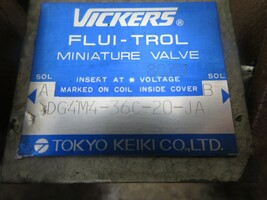 VICKERS®
FLUI-TROL
MINIATURE VALVE
SOL A
INSERT AT * VOLTAGE
MARKED ON COIL INSIDE COVER
SOL B
DG4M4-36C-20-JA
TOKYO KEIKI CO., LTD.